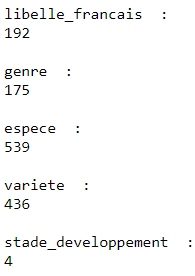 libelle_francais  :
192
genre  :
175
espece  :
539
variete  :
436
stade_developpement  :
4